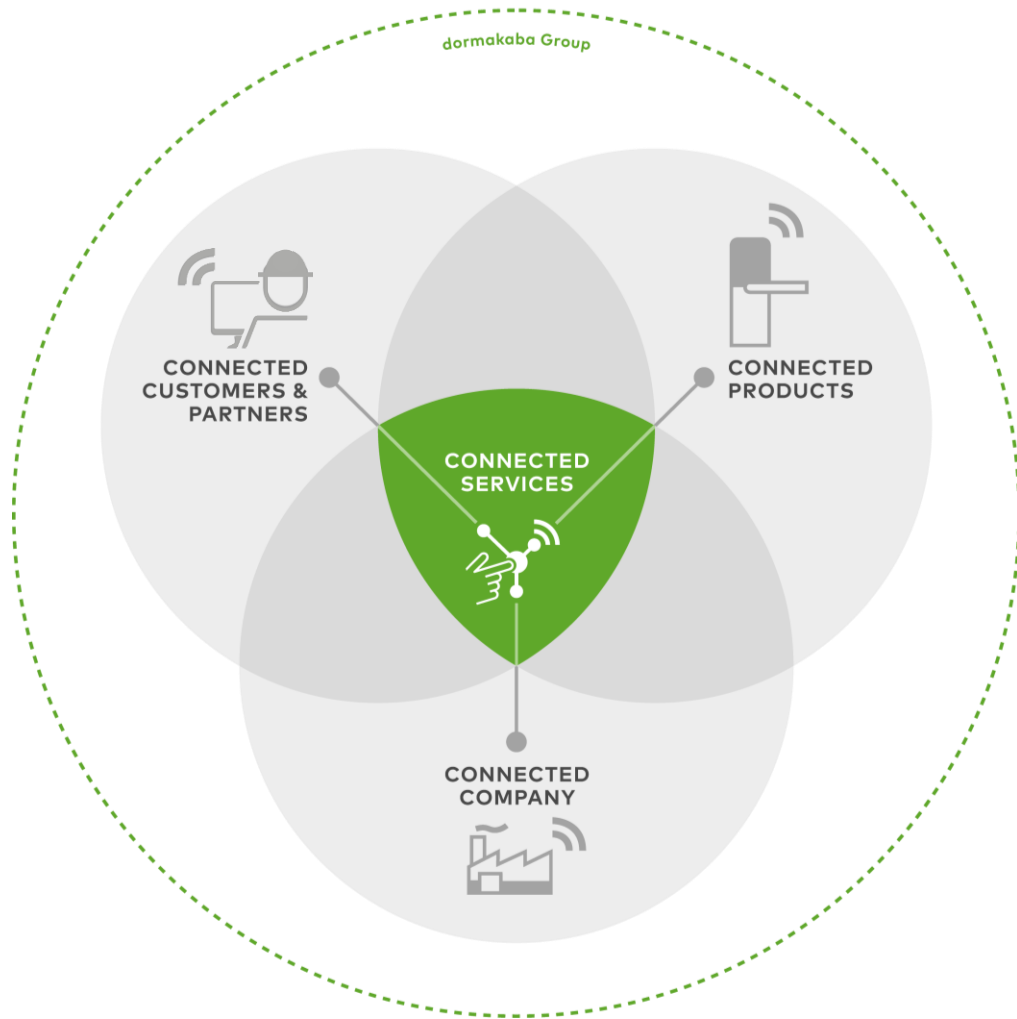 dormakaba Group
CONNECTED
CUSTOMERS &
PARTNERS
CONNECTED
PRODUCTS
CONNECTED
SERVICES
CONNECTED
COMPANY